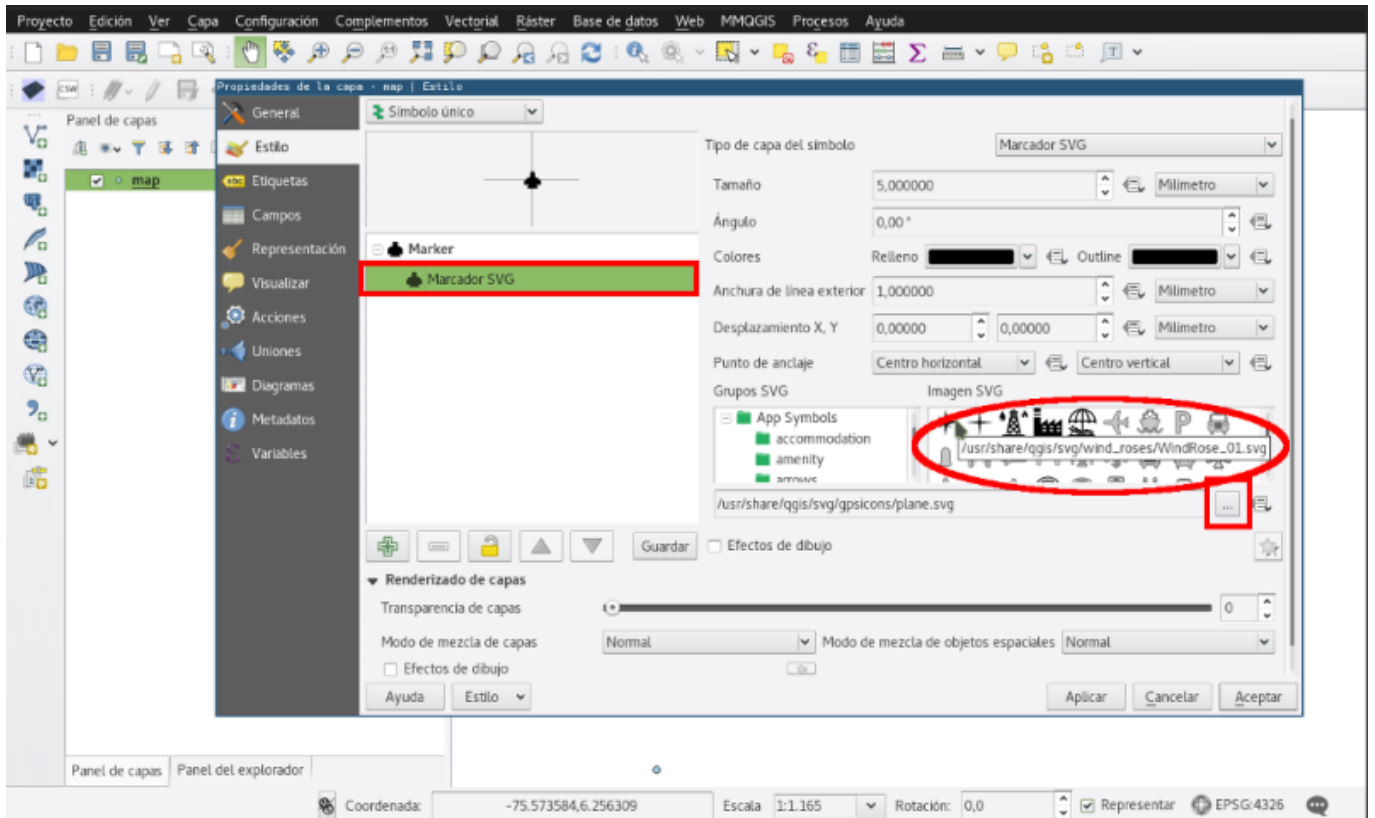 Proyecto Edición Ver Capa Configuración Complementos Vectorial Ráster Base de datos Web MMQGIS Procesos Ayuda
CSW
Propiedades de la capa - map | Estilo
Panel de capas
map
General
Estilo
abc Etiquetas
Campos
Representación
Visualizar
Acciones
Uniones
Diagramas
Metadatos
Variables
Símbolo único
Marker
Marcador SVG
Tipo de capa del símbolo Marcador SVG
Tamaño 5,000000 Milímetro
Ángulo 0,00 °
Colores Relleno Outline
Anchura de línea exterior 1,000000 Milímetro
Desplazamiento X, Y 0,00000 0,00000 Milímetro
Punto de anclaje Centro horizontal Centro vertical
Grupos SVG Imagen SVG
App Symbols
accommodation
amenity
arrows
/usr/share/qgis/svg/wind_roses/WindRose_01.svg
/usr/share/qgis/svg/gpsicons/plane.svg ...
Guardar
Efectos de dibujo
Renderizado de capas
Transparencia de capas 0
Modo de mezcla de capas Normal Modo de mezcla de objetos espaciales Normal
Efectos de dibujo
Ayuda Estilo Aplicar Cancelar Aceptar
Panel de capas Panel del explorador
Coordenada: -75.573584,6.256309 Escala 1:1.165 Rotación: 0,0 Representar EPSG:4326